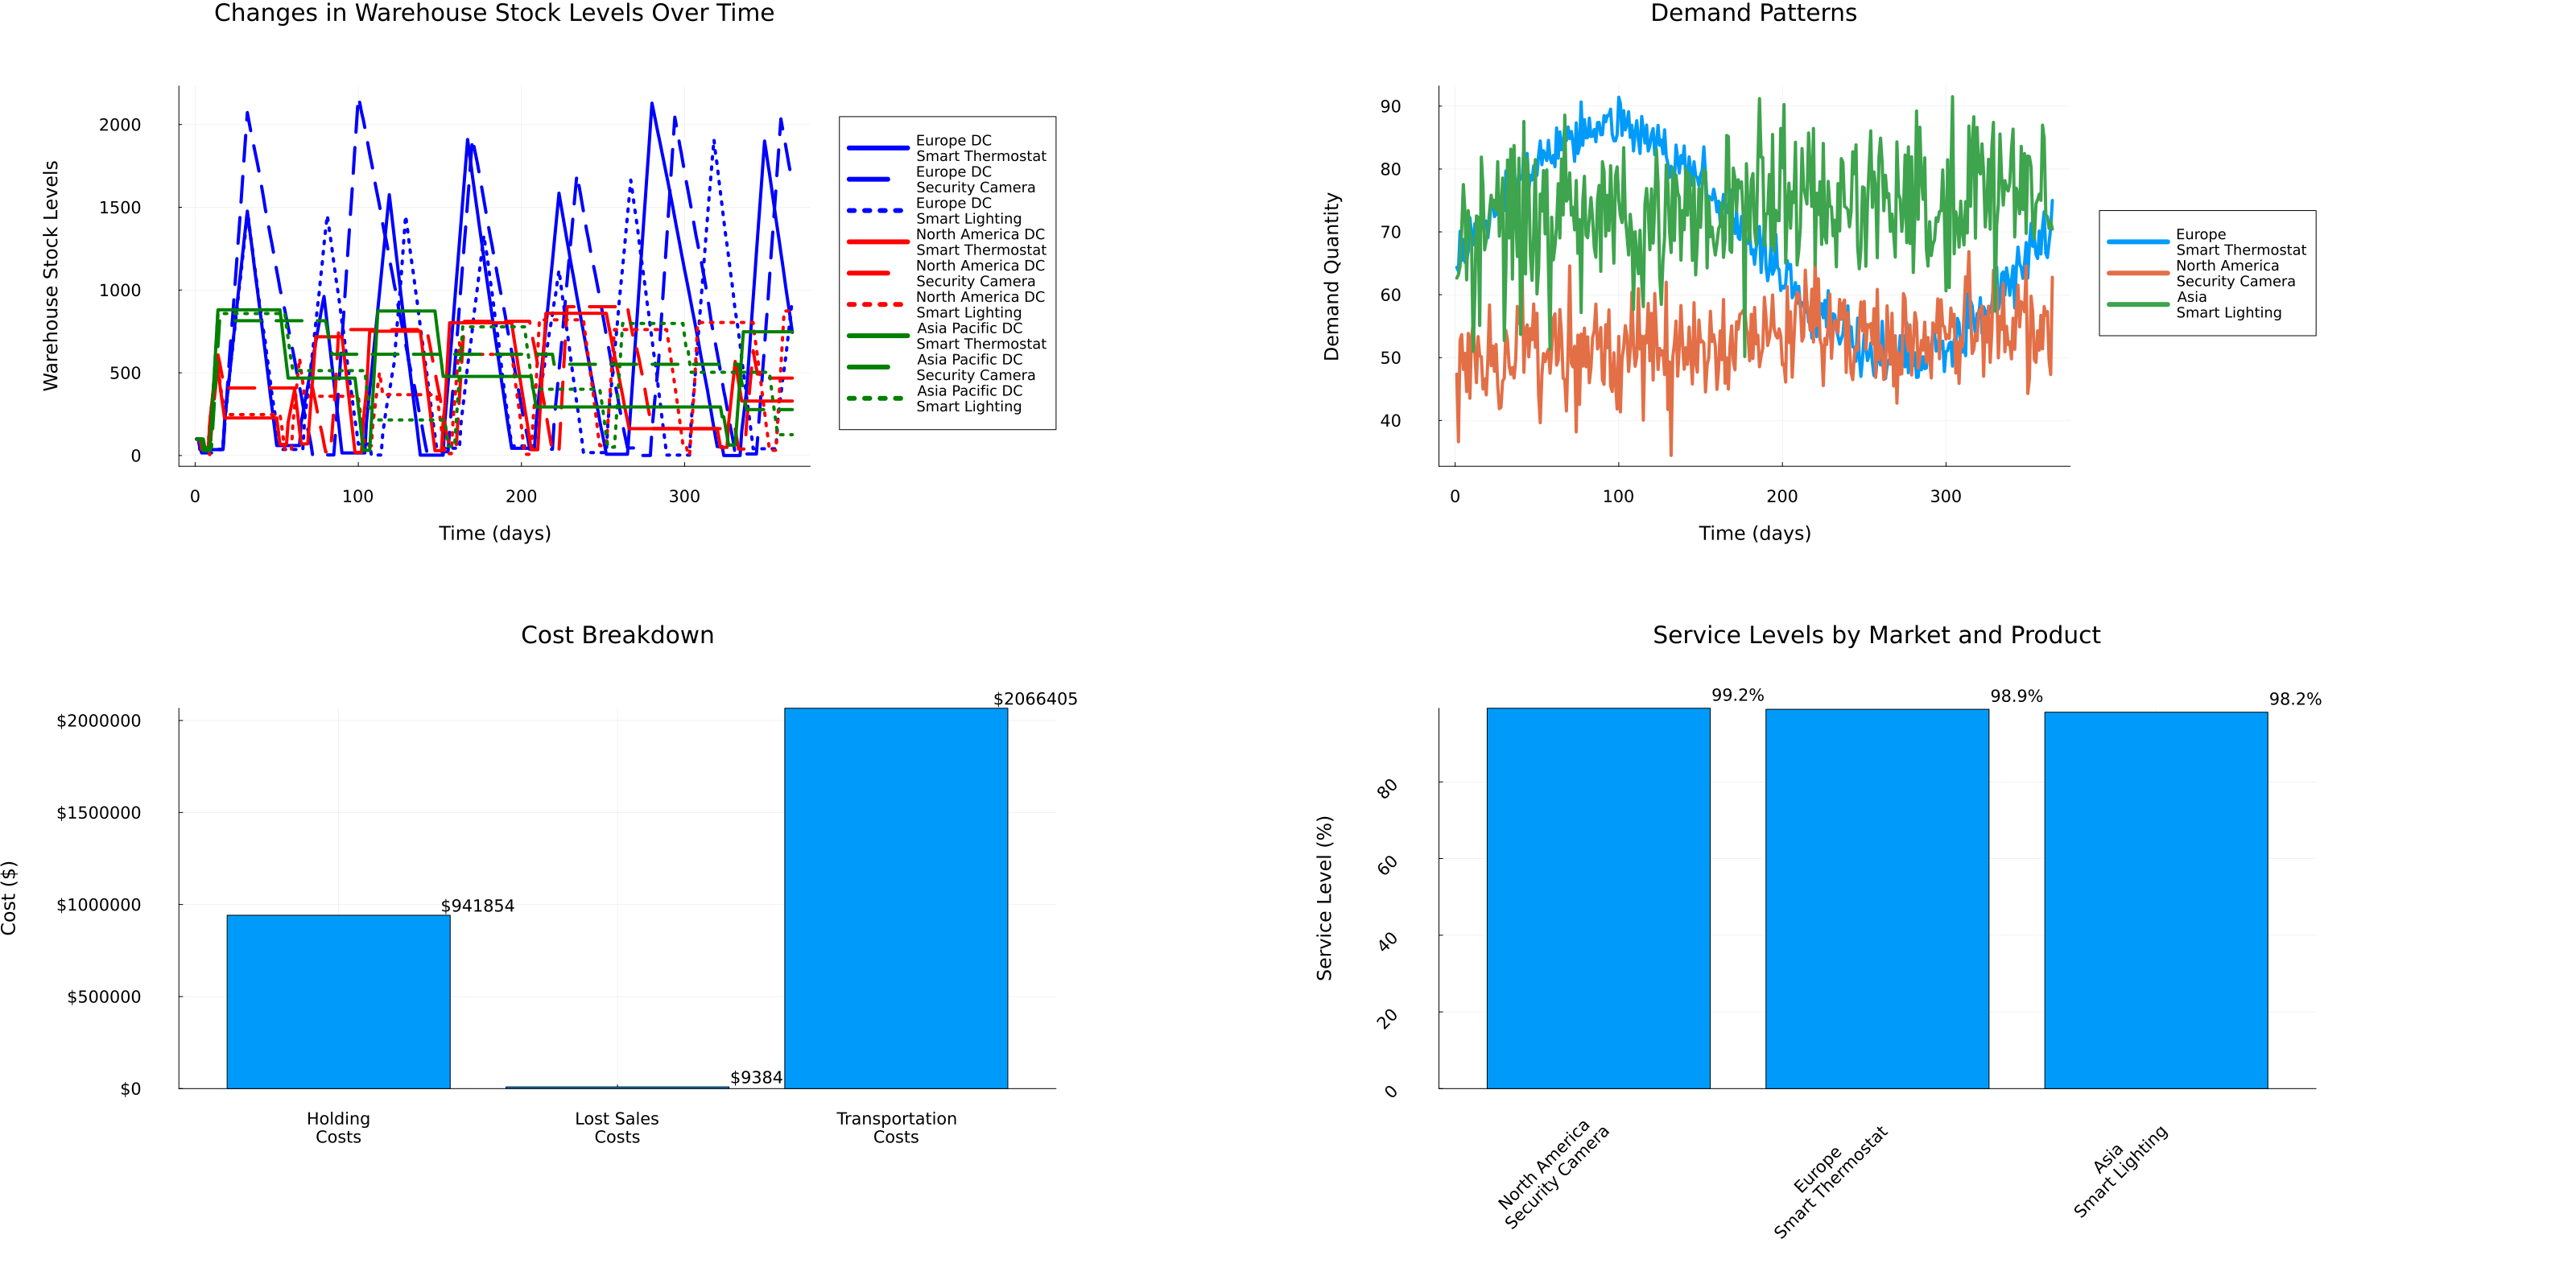 Changes in Warehouse Stock Levels Over Time
Warehouse Stock Levels
2000
1500
1000
500
0
0 100 200 300
Time (days)
Europe DC
Smart Thermostat
Europe DC
Security Camera
Europe DC
Smart Lighting
North America DC
Smart Thermostat
North America DC
Security Camera
North America DC
Smart Lighting
Asia Pacific DC
Smart Thermostat
Asia Pacific DC
Security Camera
Asia Pacific DC
Smart Lighting
Demand Patterns
Demand Quantity
90
80
70
60
50
40
0 100 200 300
Time (days)
Europe
Smart Thermostat
North America
Security Camera
Asia
Smart Lighting
Cost Breakdown
Cost ($)
$2000000
$1500000
$1000000
$500000
$0
$941854
$9384
$2066405
Holding
Costs
Lost Sales
Costs
Transportation
Costs
Service Levels by Market and Product
Service Level (%)
80
60
40
20
0
99.2%
98.9%
98.2%
North America
Security Camera
Europe
Smart Thermostat
Asia
Smart Lighting